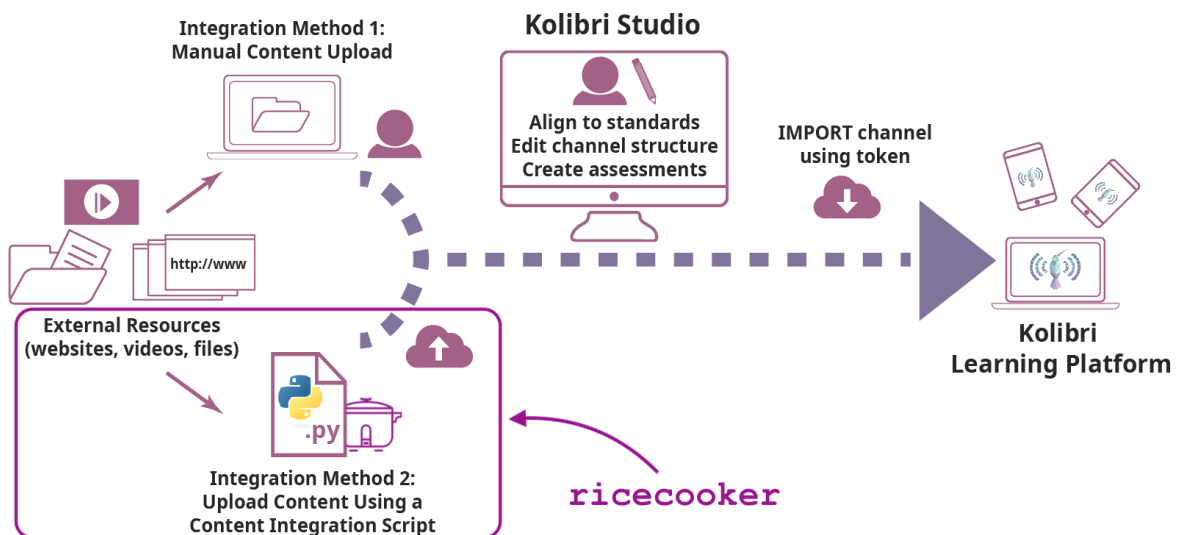 Integration Method 1:
Manual Content Upload
Kolibri Studio
Align to standards
Edit channel structure
Create assessments
IMPORT channel
using token
http://www
External Resources
(websites, videos, files)
.py
Integration Method 2:
Upload Content Using a
Content Integration Script
ricecooker
Kolibri
Learning Platform